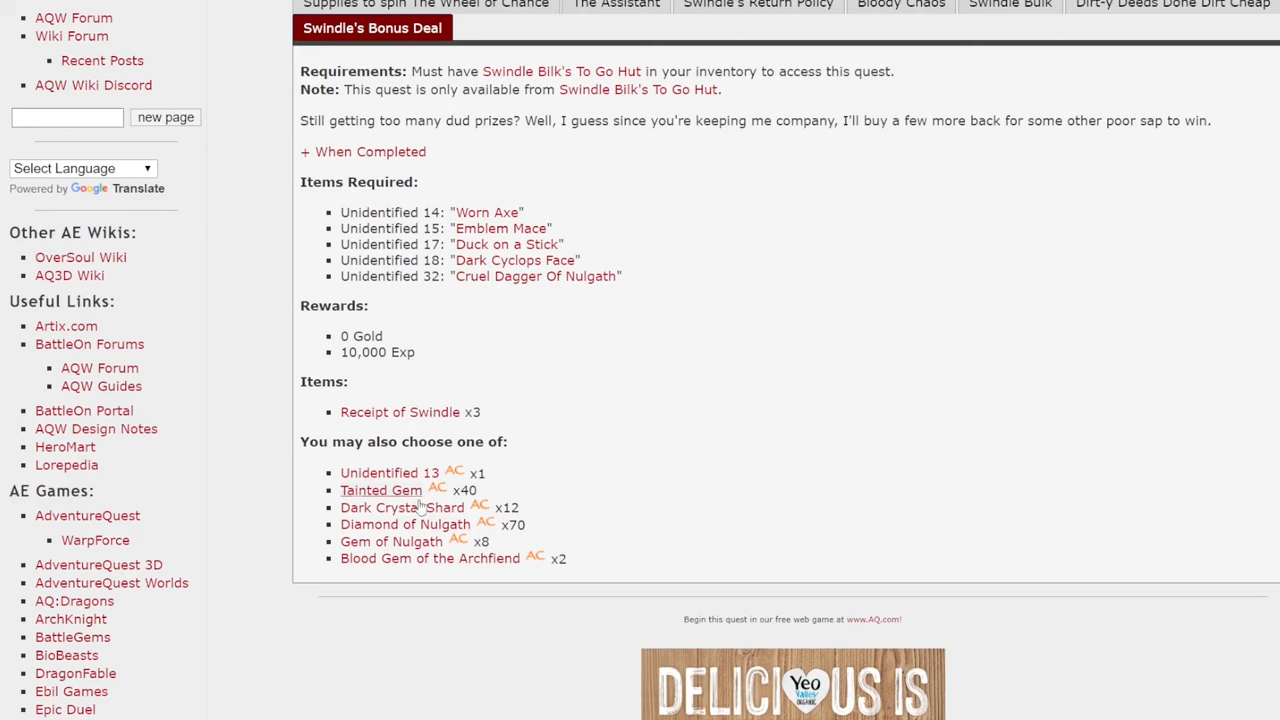 AQW Forum
Wiki Forum
Recent Posts
AQW Wiki Discord
new page
Select Language ▼
Powered by Google Translate
Other AE Wikis:
OverSoul Wiki
AQ3D Wiki
Useful Links:
Artix.com
BattleOn Forums
AQW Forum
AQW Guides
BattleOn Portal
AQW Design Notes
HeroMart
Lorepedia
AE Games:
AdventureQuest
WarpForce
AdventureQuest 3D
AdventureQuest Worlds
AQ:Dragons
ArchKnight
BattleGems
BioBeasts
DragonFable
Ebil Games
Epic Duel
Supplies to spin The Wheel of Chance The Assistant Swindle's Return Policy Bloody Chaos Swindle Bulk Dirt-y Deeds Done Dirt Cheap
Swindle's Bonus Deal
Requirements: Must have Swindle Bilk's To Go Hut in your inventory to access this quest.
Note: This quest is only available from Swindle Bilk's To Go Hut.
Still getting too many dud prizes? Well, I guess since you're keeping me company, I'll buy a few more back for some other poor sap to win.
+ When Completed
Items Required:
Unidentified 14: "Worn Axe"
Unidentified 15: "Emblem Mace"
Unidentified 17: "Duck on a Stick"
Unidentified 18: "Dark Cyclops Face"
Unidentified 32: "Cruel Dagger Of Nulgath"
Rewards:
0 Gold
10,000 Exp
Items:
Receipt of Swindle x3
You may also choose one of:
Unidentified 13 AC x1
Tainted Gem AC x40
Dark Crystal Shard AC x12
Diamond of Nulgath AC x70
Gem of Nulgath AC x8
Blood Gem of the Archfiend AC x2
Begin this quest in our free web game at www.AQ.com!
DELICI Yeo Valley ORGANIC US IS